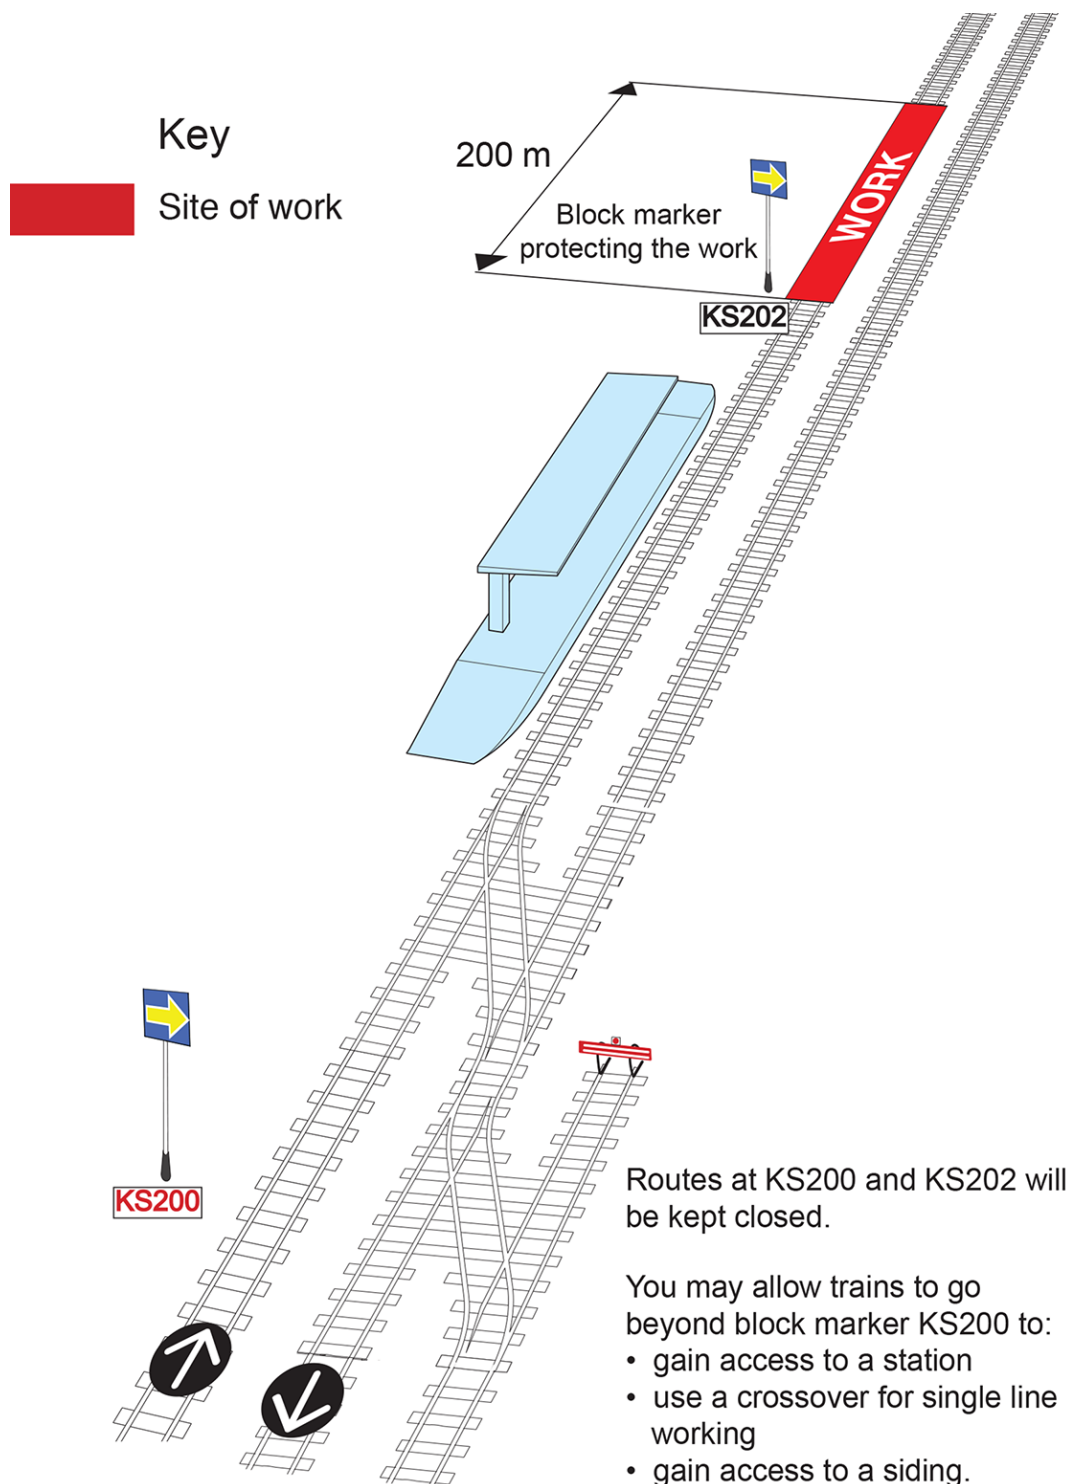 Key
Site of work
200 m
Block marker
protecting the work
WORK
KS202
KS200
Routes at KS200 and KS202 will
be kept closed.
You may allow trains to go
beyond block marker KS200 to:
• gain access to a station
• use a crossover for single line
working
• gain access to a siding.